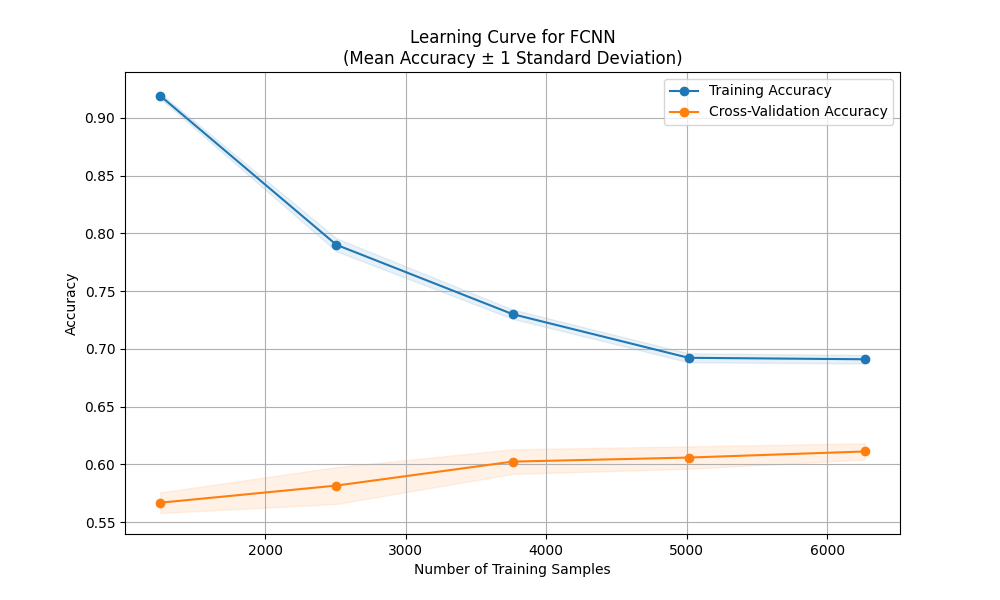 Learning Curve for FCNN
(Mean Accuracy ± 1 Standard Deviation)
Training Accuracy
Cross-Validation Accuracy
Accuracy
0.90
0.85
0.80
0.75
0.70
0.65
0.60
0.55
2000 3000 4000 5000 6000
Number of Training Samples